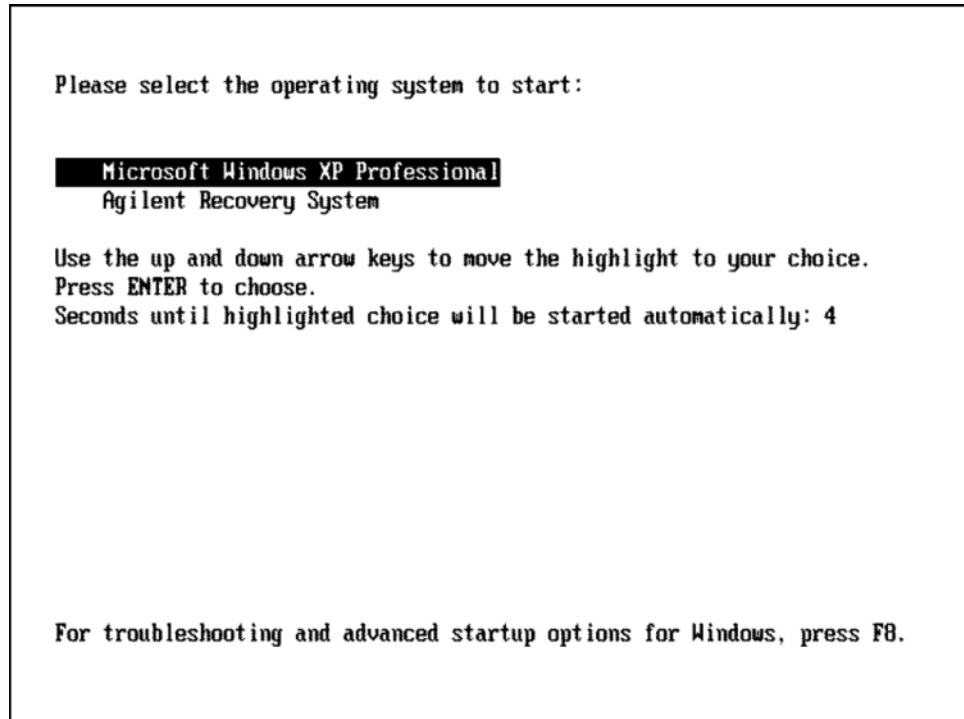 Please select the operating system to start:
Microsoft Windows XP Professional
Agilent Recovery System
Use the up and down arrow keys to move the highlight to your choice.
Press ENTER to choose.
Seconds until highlighted choice will be started automatically: 4
For troubleshooting and advanced startup options for Windows, press F8.